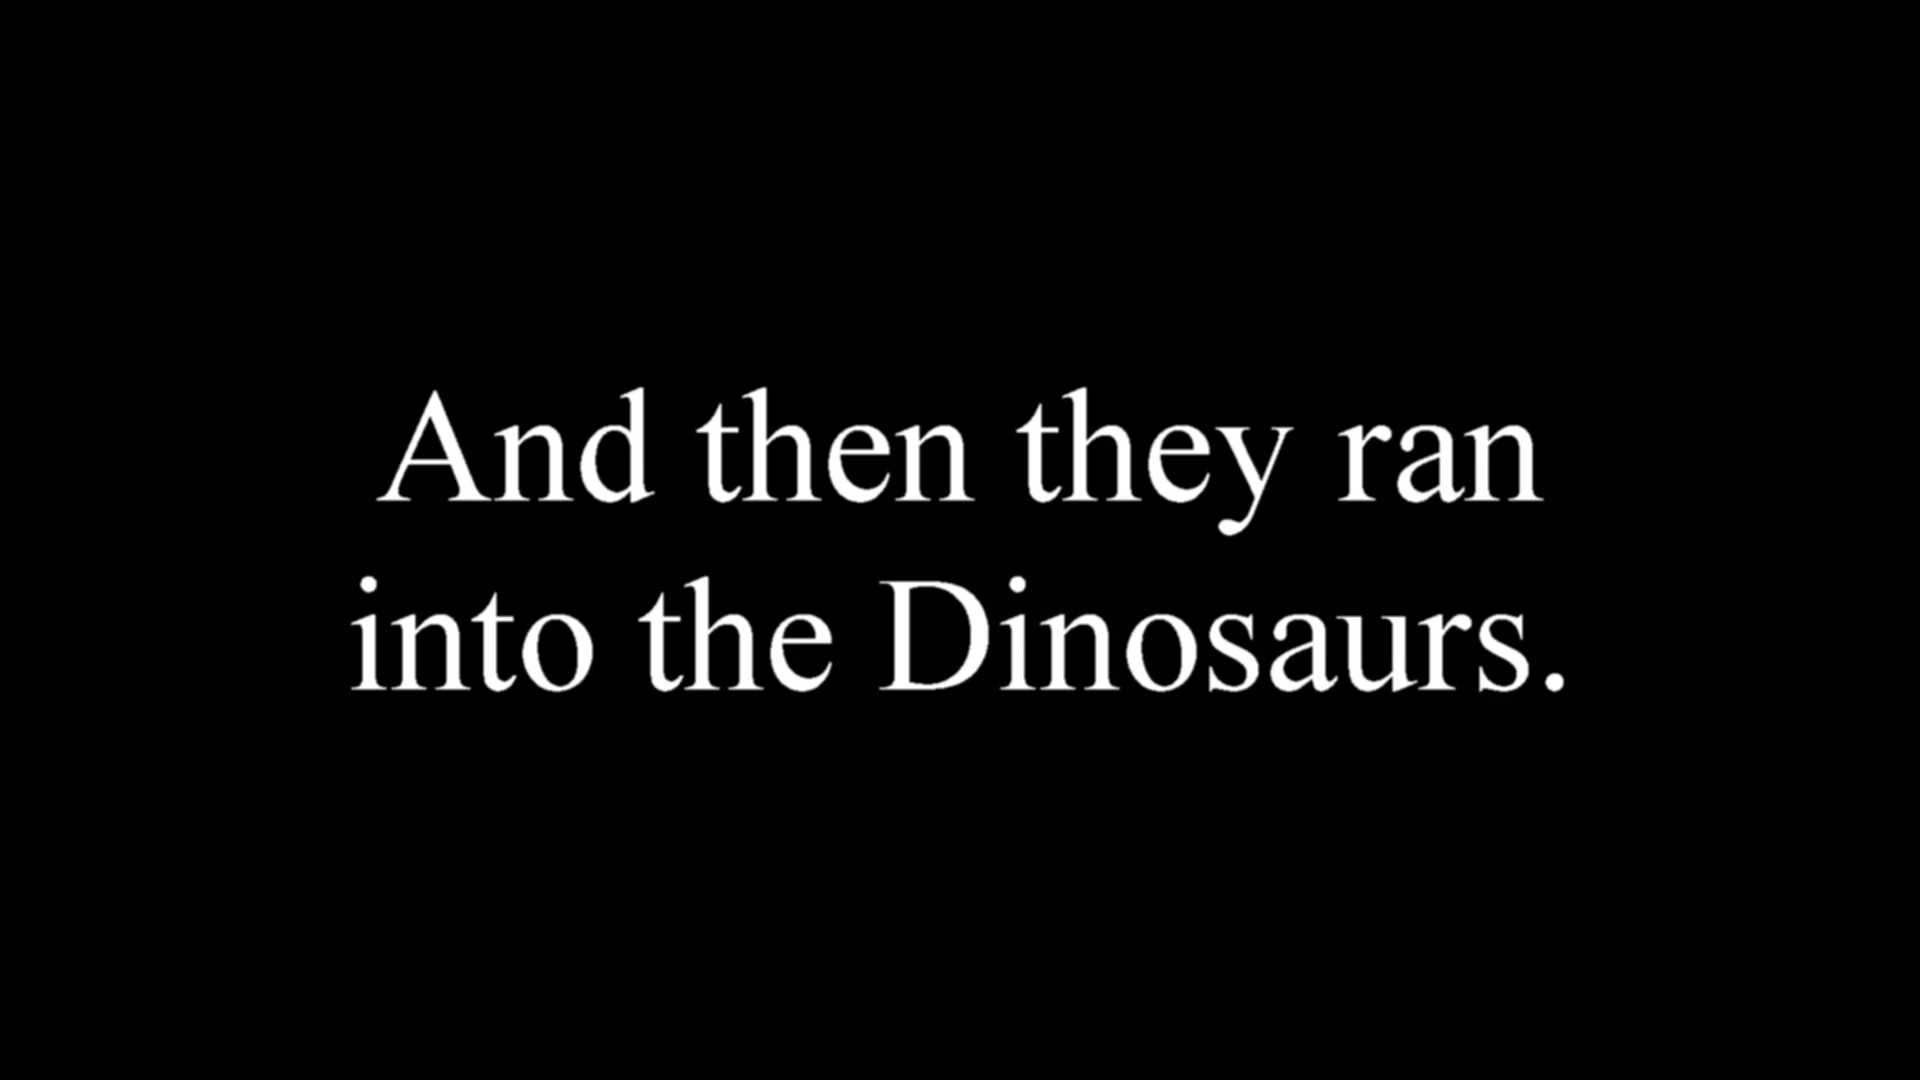 And then they ran
into the Dinosaurs.